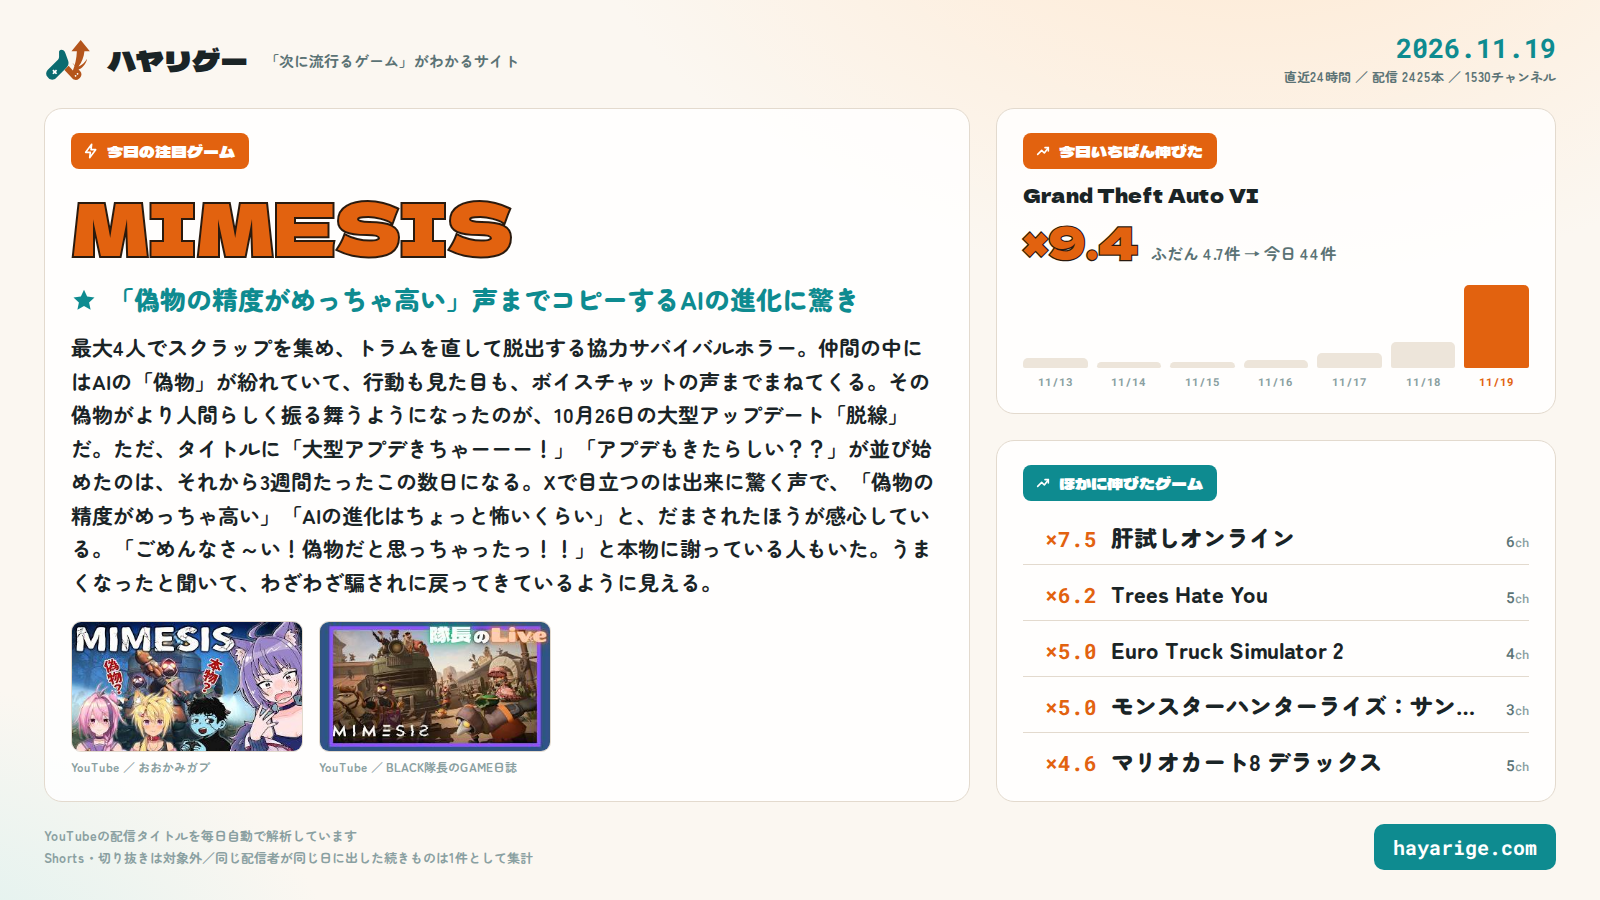 ハヤリゲー
「次に流行るゲーム」がわかるサイト
2026.11.19
直近24時間 ／ 配信 2425本 ／ 1530チャンネル
今日の注目ゲーム
MIMESIS
★ 「偽物の精度がめっちゃ高い」声までコピーするAIの進化に驚き
最大4人でスクラップを集め、トラムを直して脱出する協力サバイバルホラー。仲間の中に
はAIの「偽物」が紛れていて、行動も見た目も、ボイスチャットの声までまねてくる。その
偽物がより人間らしく振る舞うようになったのが、10月26日の大型アップデート「脱線」
だ。ただ、タイトルに「大型アプデきちゃーーー！」「アプデもきたらしい？？」が並び始
めたのは、それから3週間たったこの数日になる。Xで目立つのは出来に驚く声で、「偽物の
精度がめっちゃ高い」「AIの進化はちょっと怖いくらい」と、だまされたほうが感心してい
る。「ごめんなさ～い！偽物だと思っちゃったっ！！」と本物に謝っている人もいた。うま
くなったと聞いて、わざわざ騙されに戻ってきているように見える。
MIMESIS
偽物?
本物?
隊長のLive
MIMESIS
YouTube ／ おおかみガブ
YouTube ／ BLACK隊長のGAME日誌
今日いちばん伸びた
Grand Theft Auto VI
×9.4 ふだん 4.7件 → 今日 44件
11/13 11/14 11/15 11/16 11/17 11/18 11/19
ほかに伸びたゲーム
×7.5 肝試しオンライン 6ch
×6.2 Trees Hate You 5ch
×5.0 Euro Truck Simulator 2 4ch
×5.0 モンスターハンターライズ：サン… 3ch
×4.6 マリオカート8 デラックス 5ch
YouTubeの配信タイトルを毎日自動で解析しています
Shorts・切り抜きは対象外／同じ配信者が同じ日に出した続きものは1件として集計
hayarige.com